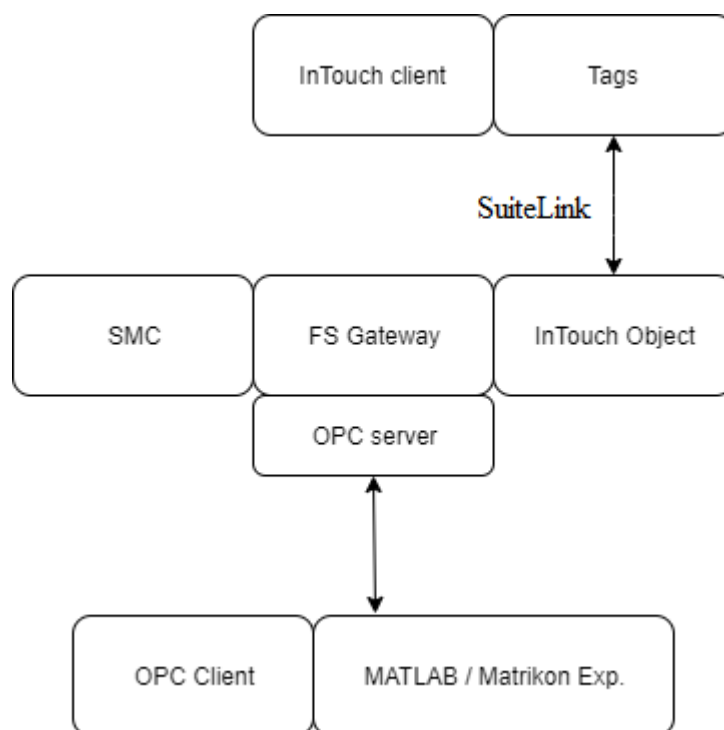 InTouch client
Tags
SuiteLink
SMC
FS Gateway
InTouch Object
OPC server
OPC Client
MATLAB / Matrikon Exp.